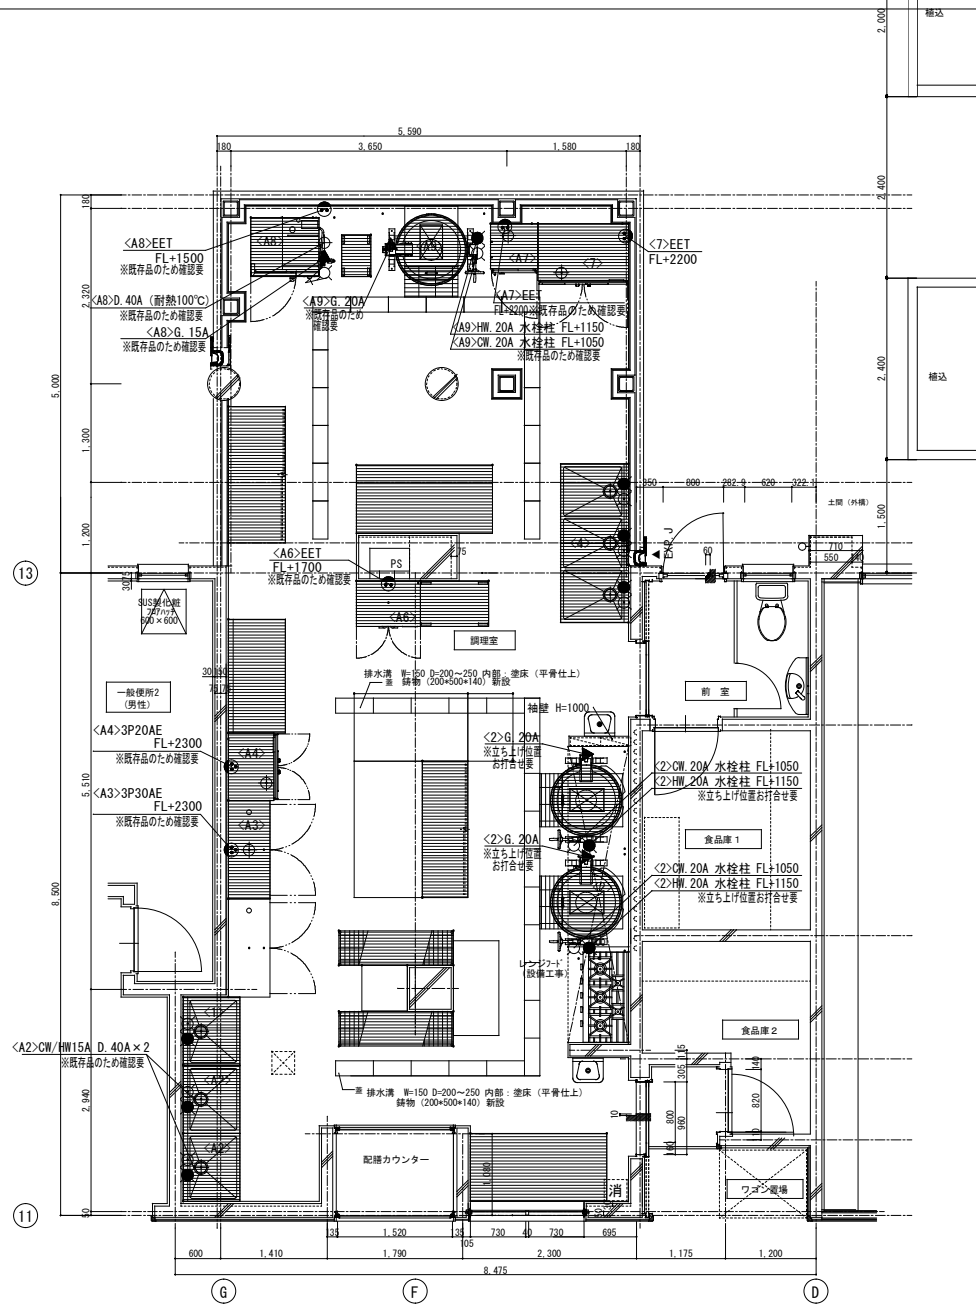 2,000
植込
5,590
180
3,650
1,580
180
2,400
180
<A8>EET
FL+1500
※既存品のため確認要
<A8>
<A7>
<7>
<7>EET
FL+2200
2,320
<A8>D.40A (耐熱100℃)
※既存品のため確認要
<A8>G.15A
※既存品のため確認要
<A9>G.20A
※既存品のため
確認要
<A7>EET
FL+2200※既存品のため確認要
<A9>HW.20A 水栓柱 FL+1150
<A9>CW.20A 水栓柱 FL+1050
※既存品のため確認要
5,000
2,400
植込
1,300
350
800
282.9
620
土間(外構)
1,500
1,200
<4>
EXP.J
60
710
550
140
<A6>EET
FL+1700
※既存品のため確認要
PS
75
13
SUS製化粧
600×600
<A6>
調理室
30
150
一般便所2
(男性)
排水溝 W=150 D=200~250 内部:塗床(平骨仕上)
蓋 鋳物(200*500*140)新設
前 室
袖壁 H=1000
<A4>3P20AE
FL+2300
※既存品のため確認要
<A4>
<2>G.20A
※立ち上げ位置
お打合せ要
<2>CW.20A 水栓柱 FL+1050
<2>HW.20A 水栓柱 FL+1150
※立ち上げ位置お打合せ要
5,510
<A3>3P30AE
FL+2300
※既存品のため確認要
<A3>
<2>G.20A
※立ち上げ位置
お打合せ要
食品庫1
<2>CW.20A 水栓柱 FL+1050
<2>HW.20A 水栓柱 FL+1150
※立ち上げ位置お打合せ要
8,500
レンジフード
(設備工事)
食品庫2
<A2>CW/HW15A D.40A×2
※既存品のため確認要
<A2>
115
305
140
蓋 排水溝 W=150 D=200~250 内部:塗床(平骨仕上)
鋳物(200*500*140)新設
2,940
10
800
960
820
160
10
<A2>
配膳カウンター
1,080
消
ワゴン置場
11
50
50
135
1,520
135
105
730
40
730
695
600
1,410
1,790
2,300
1,175
1,200
8,475
G
F
D